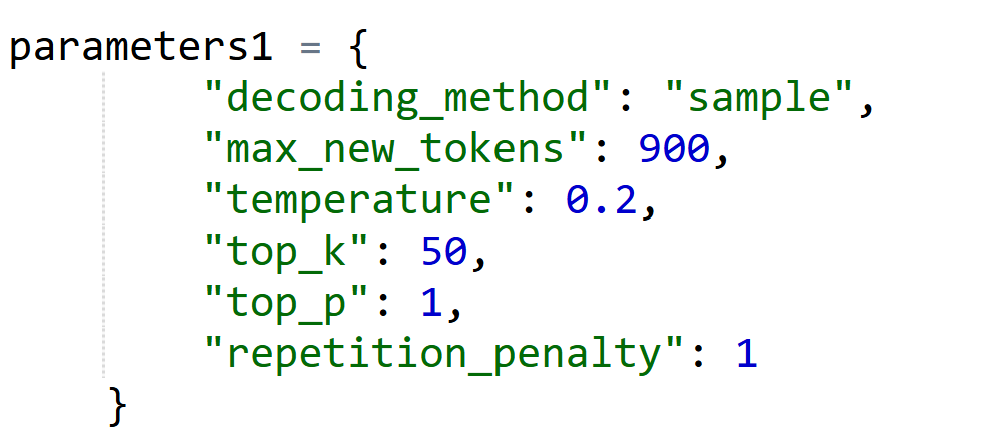 parameters1 = {
"decoding_method": "sample",
"max_new_tokens": 900,
"temperature": 0.2,
"top_k": 50,
"top_p": 1,
"repetition_penalty": 1
}